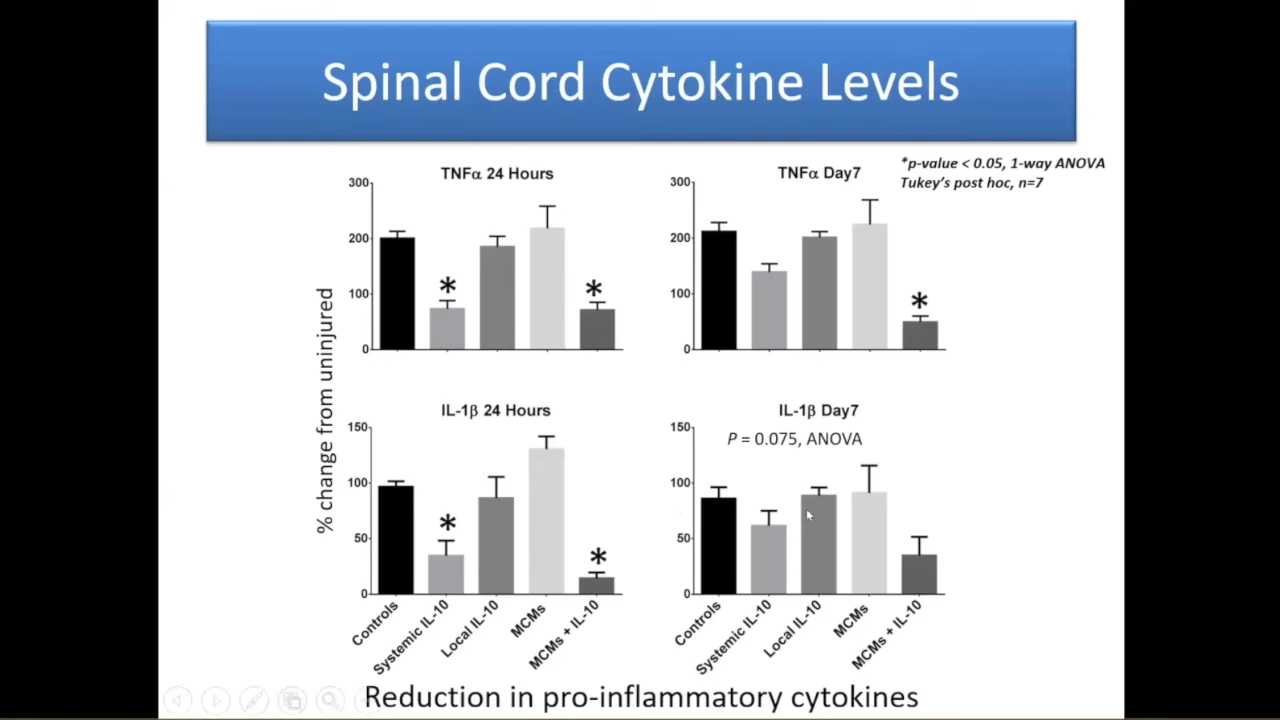 Spinal Cord Cytokine Levels
*p-value < 0.05, 1-way ANOVA
Tukey's post hoc, n=7
% change from uninjured
TNFα 24 Hours
300
200
100
0
*
*
TNFα Day7
300
200
100
0
*
IL-1β 24 Hours
150
100
50
0
*
*
Controls
Systemic IL-10
Local IL-10
MCMs
MCMs + IL-10
IL-1β Day7
P = 0.075, ANOVA
150
100
50
0
Controls
Systemic IL-10
Local IL-10
MCMs
MCMs + IL-10
Reduction in pro-inflammatory cytokines